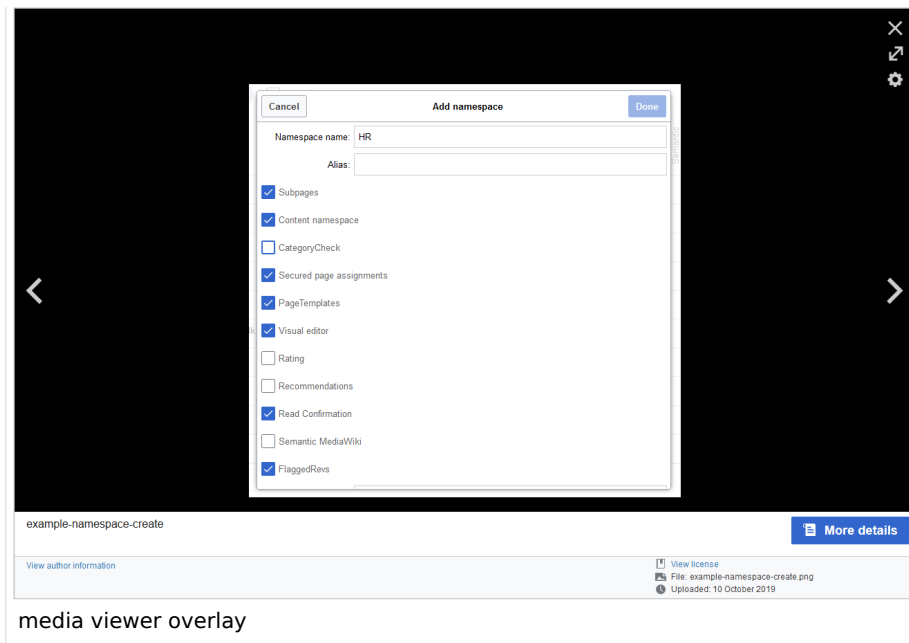 Cancel
Add namespace
Done
Namespace name: HR
Alias:
Subpages
Content namespace
CategoryCheck
Secured page assignments
PageTemplates
Visual editor
Rating
Recommendations
Read Confirmation
Semantic MediaWiki
FlaggedRevs
example-namespace-create
More details
View author information
View license
File: example-namespace-create.png
Uploaded: 10 October 2019
media viewer overlay